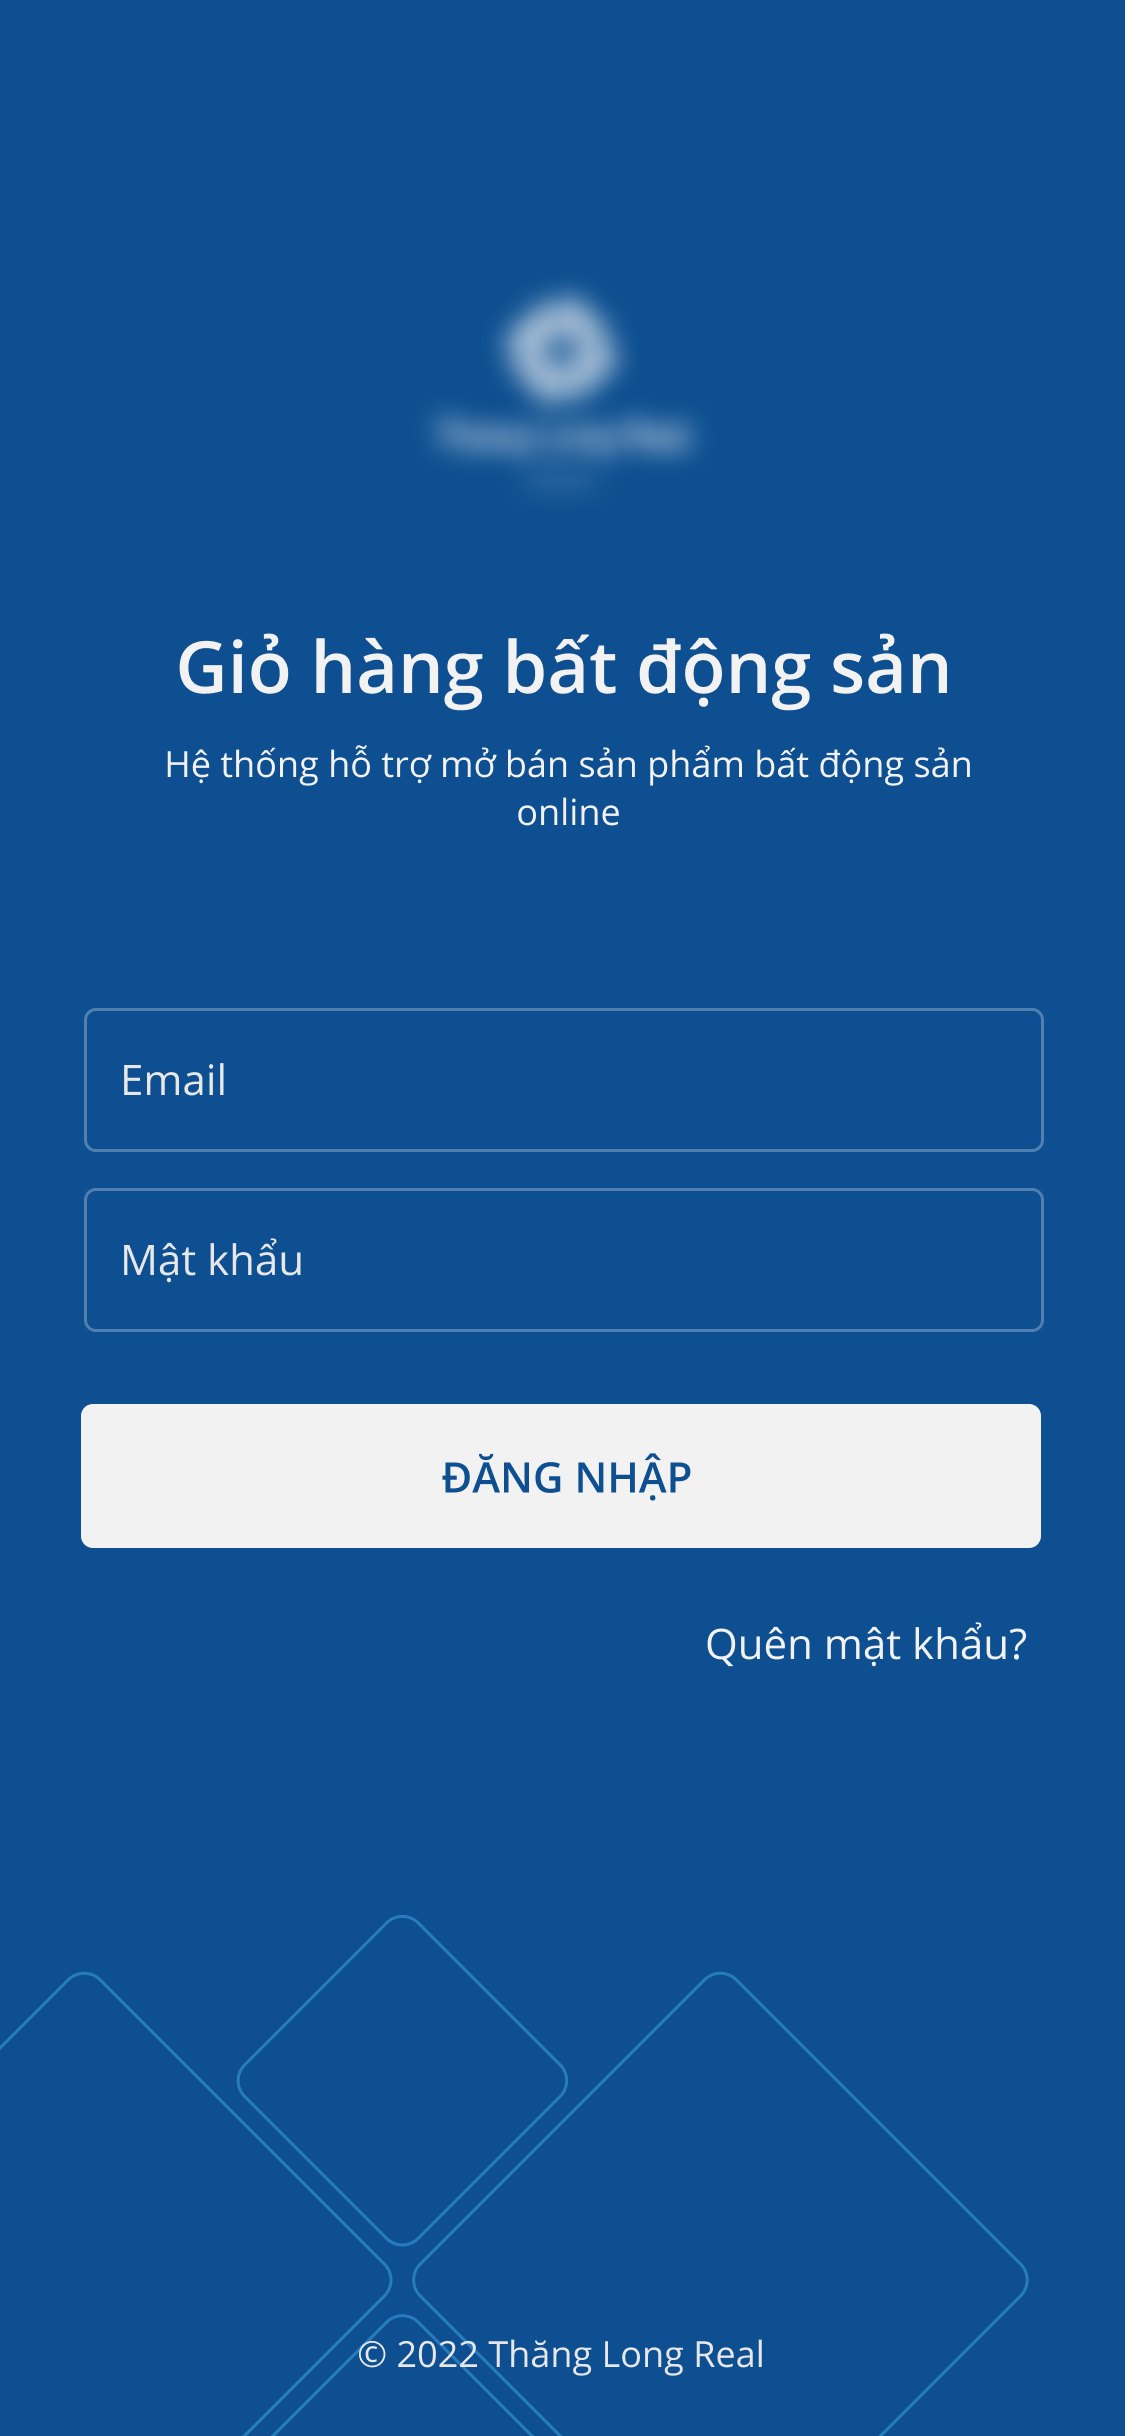 Giỏ hàng bất động sản
Hệ thống hỗ trợ mở bán sản phẩm bất động sản
online
Email
Mật khẩu
ĐĂNG NHẬP
Quên mật khẩu?
© 2022 Thăng Long Real